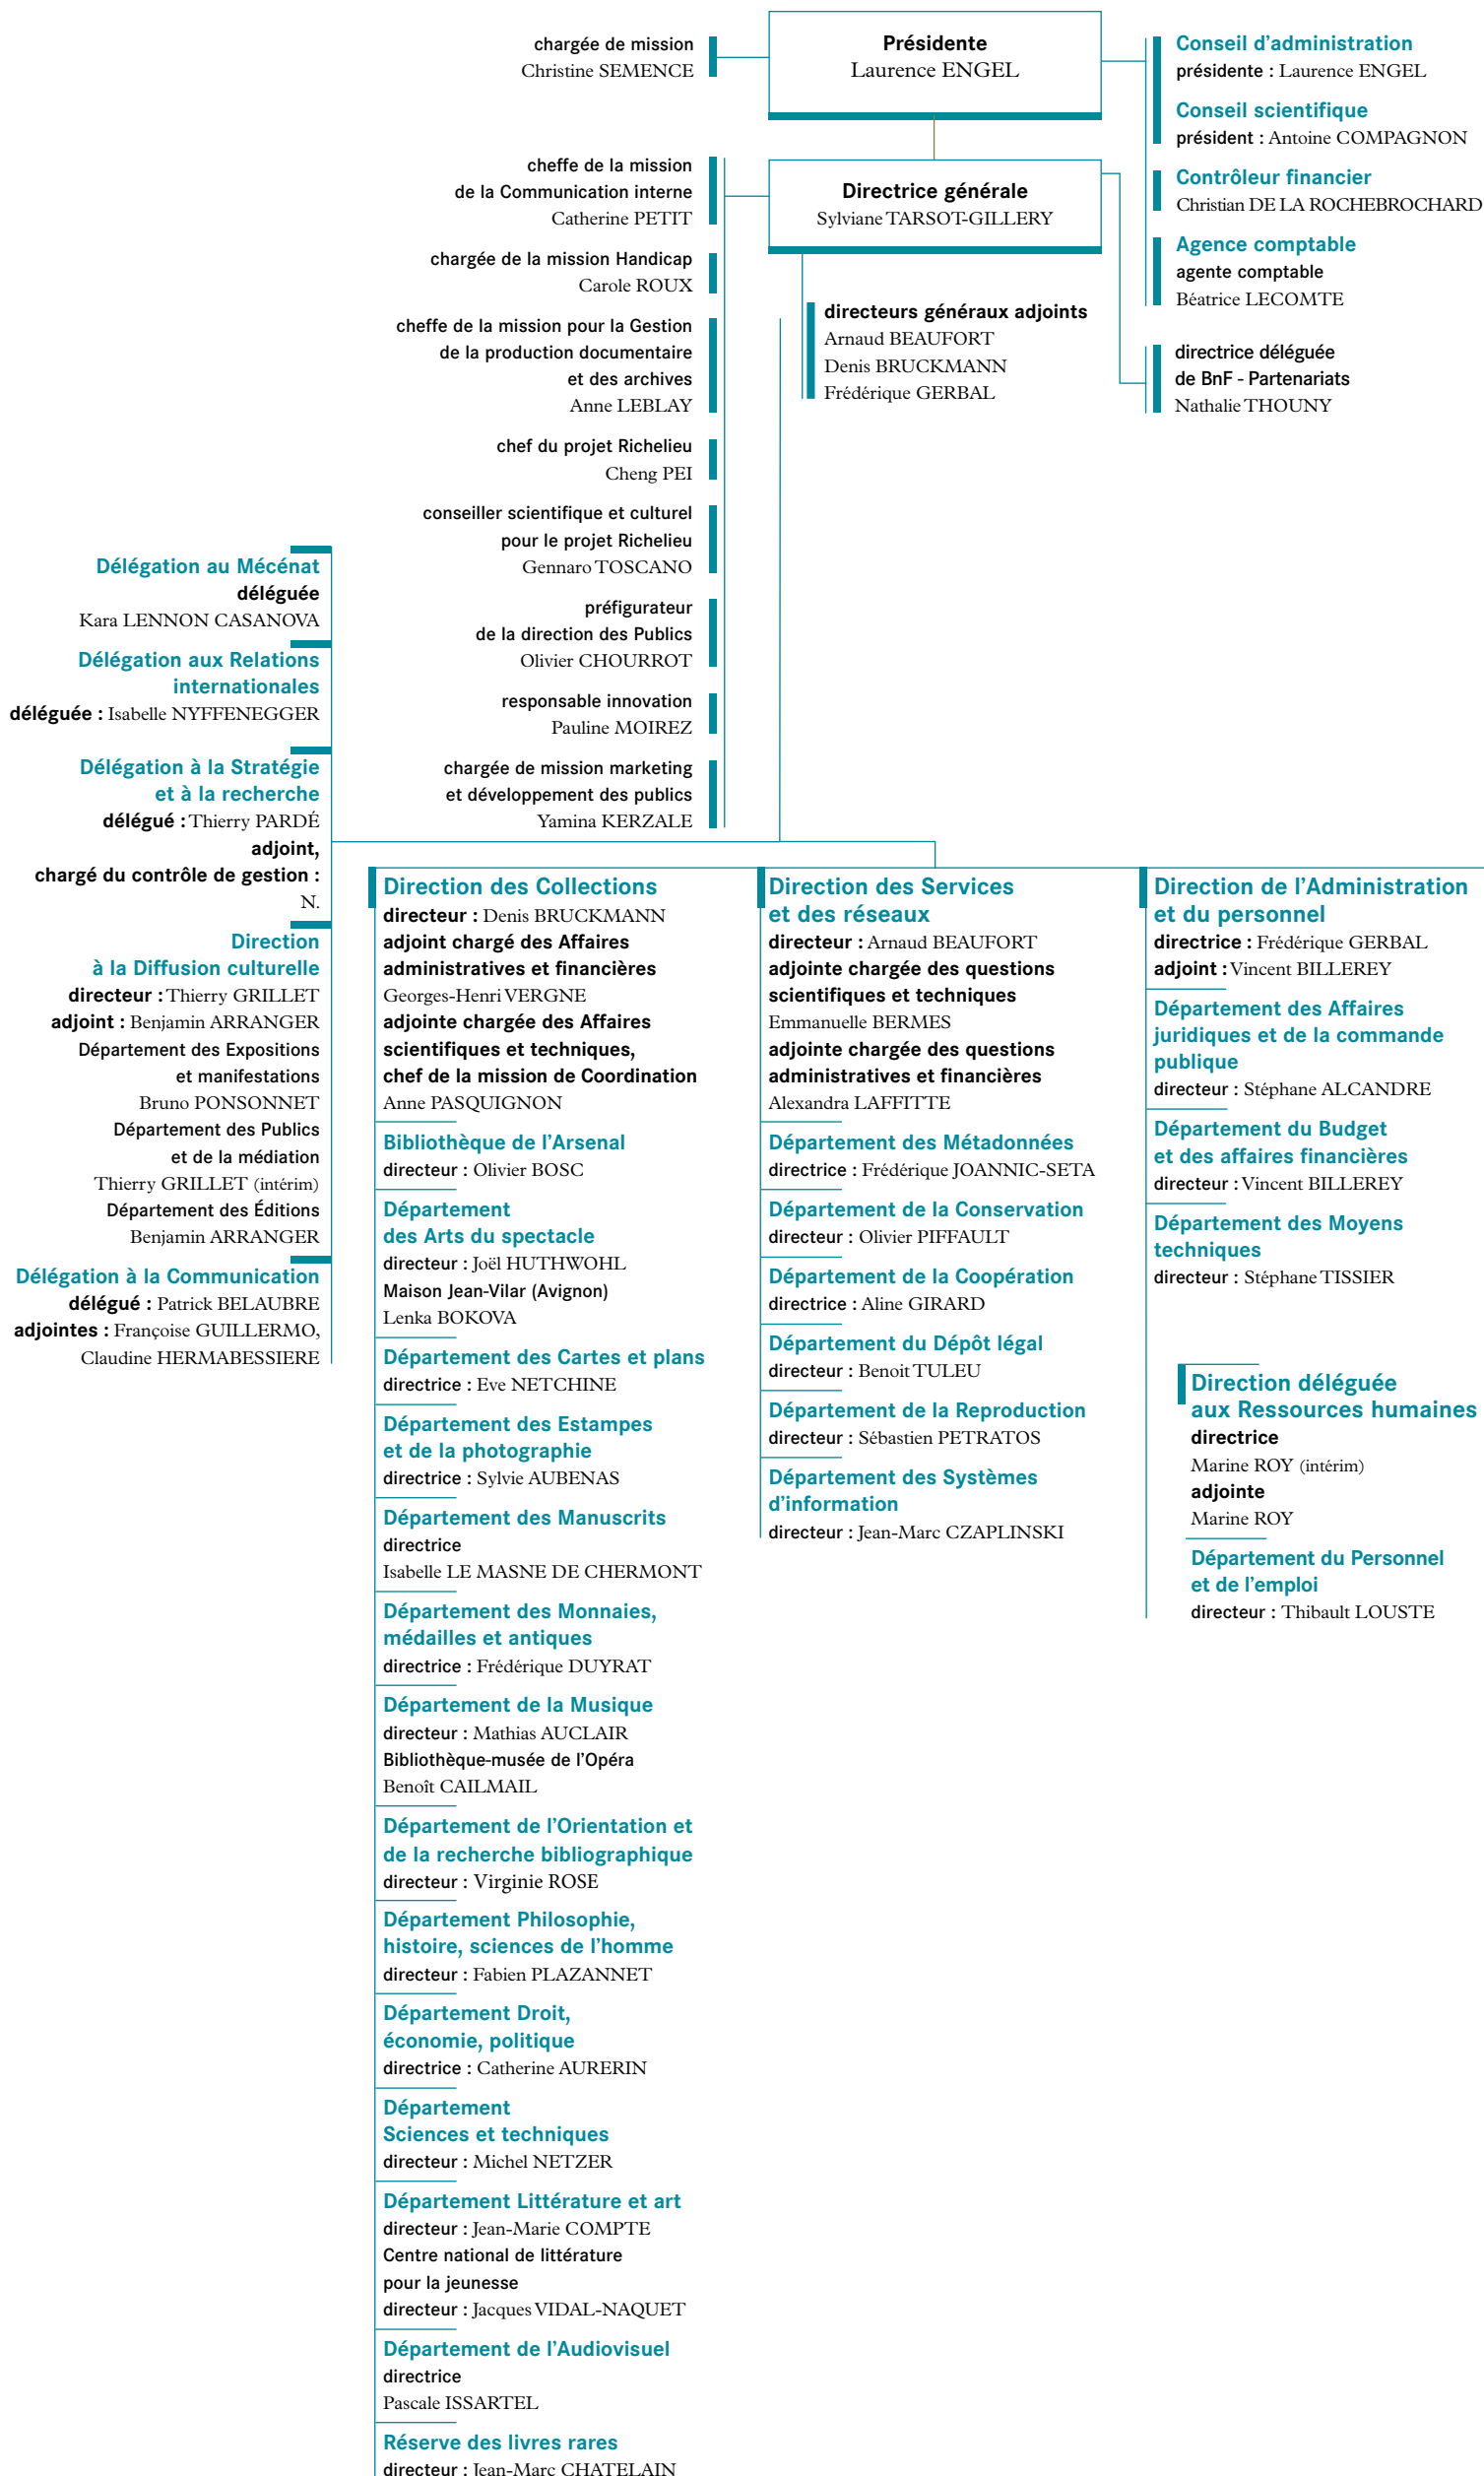 chargée de mission
Christine SEMENCE
Présidente
Laurence ENGEL
Conseil d’administration
présidente : Laurence ENGEL
Conseil scientifique
président : Antoine COMPAGNON
Contrôleur financier
Christian DE LA ROCHEBROCHARD
Agence comptable
agente comptable
Béatrice LECOMTE
directrice déléguée
de BnF - Partenariats
Nathalie THOUNY
Directrice générale
Sylviane TARSOT-GILLERY
directeurs généraux adjoints
Arnaud BEAUFORT
Denis BRUCKMANN
Frédérique GERBAL
cheffe de la mission
de la Communication interne
Catherine PETIT
chargée de la mission Handicap
Carole ROUX
cheffe de la mission pour la Gestion
de la production documentaire
et des archives
Anne LEBLAY
chef du projet Richelieu
Cheng PEI
conseiller scientifique et culturel
pour le projet Richelieu
Gennaro TOSCANO
préfigurateur
de la direction des Publics
Olivier CHOURROT
responsable innovation
Pauline MOIREZ
chargée de mission marketing
et développement des publics
Yamina KERZALE
Délégation au Mécénat
déléguée
Kara LENNON CASANOVA
Délégation aux Relations
internationales
déléguée : Isabelle NYFFENEGGER
Délégation à la Stratégie
et à la recherche
délégué : Thierry PARDÉ
adjoint,
chargé du contrôle de gestion :
N.
Direction
à la Diffusion culturelle
directeur : Thierry GRILLET
adjoint : Benjamin ARRANGER
Département des Expositions
et manifestations
Bruno PONSONNET
Département des Publics
et de la médiation
Thierry GRILLET (intérim)
Département des Éditions
Benjamin ARRANGER
Délégation à la Communication
délégué : Patrick BELAUBRE
adjointes : Françoise GUILLERMO,
Claudine HERMABESSIERE
Direction des Collections
directeur : Denis BRUCKMANN
adjoint chargé des Affaires
administratives et financières
Georges-Henri VERGNE
adjointe chargée des Affaires
scientifiques et techniques,
chef de la mission de Coordination
Anne PASQUIGNON
Bibliothèque de l’Arsenal
directeur : Olivier BOSC
Département
des Arts du spectacle
directeur : Joël HUTHWOHL
Maison Jean-Vilar (Avignon)
Lenka BOKOVA
Département des Cartes et plans
directrice : Eve NETCHINE
Département des Estampes
et de la photographie
directrice : Sylvie AUBENAS
Département des Manuscrits
directrice
Isabelle LE MASNE DE CHERMONT
Département des Monnaies,
médailles et antiques
directrice : Frédérique DUYRAT
Département de la Musique
directeur : Mathias AUCLAIR
Bibliothèque-musée de l’Opéra
Benoît CAILMAIL
Département de l’Orientation et
de la recherche bibliographique
directeur : Virginie ROSE
Département Philosophie,
histoire, sciences de l’homme
directeur : Fabien PLAZANNET
Département Droit,
économie, politique
directrice : Catherine AURERIN
Département
Sciences et techniques
directeur : Michel NETZER
Département Littérature et art
directeur : Jean-Marie COMPTE
Centre national de littérature
pour la jeunesse
directeur : Jacques VIDAL-NAQUET
Département de l’Audiovisuel
directrice
Pascale ISSARTEL
Réserve des livres rares
directeur : Jean-Marc CHATELAIN
Direction des Services
et des réseaux
directeur : Arnaud BEAUFORT
adjointe chargée des questions
scientifiques et techniques
Emmanuelle BERMES
adjointe chargée des questions
administratives et financières
Alexandra LAFFITTE
Département des Métadonnées
directrice : Frédérique JOANNIC-SETA
Département de la Conservation
directeur : Olivier PIFFAULT
Département de la Coopération
directrice : Aline GIRARD
Département du Dépôt légal
directeur : Benoit TULEU
Département de la Reproduction
directeur : Sébastien PETRATOS
Département des Systèmes
d’information
directeur : Jean-Marc CZAPLINSKI
Direction de l’Administration
et du personnel
directrice : Frédérique GERBAL
adjoint : Vincent BILLEREY
Département des Affaires
juridiques et de la commande
publique
directeur : Stéphane ALCANDRE
Département du Budget
et des affaires financières
directeur : Vincent BILLEREY
Département des Moyens
techniques
directeur : Stéphane TISSIER
Direction déléguée
aux Ressources humaines
directrice
Marine ROY (intérim)
adjointe
Marine ROY
Département du Personnel
et de l’emploi
directeur : Thibault LOUSTE